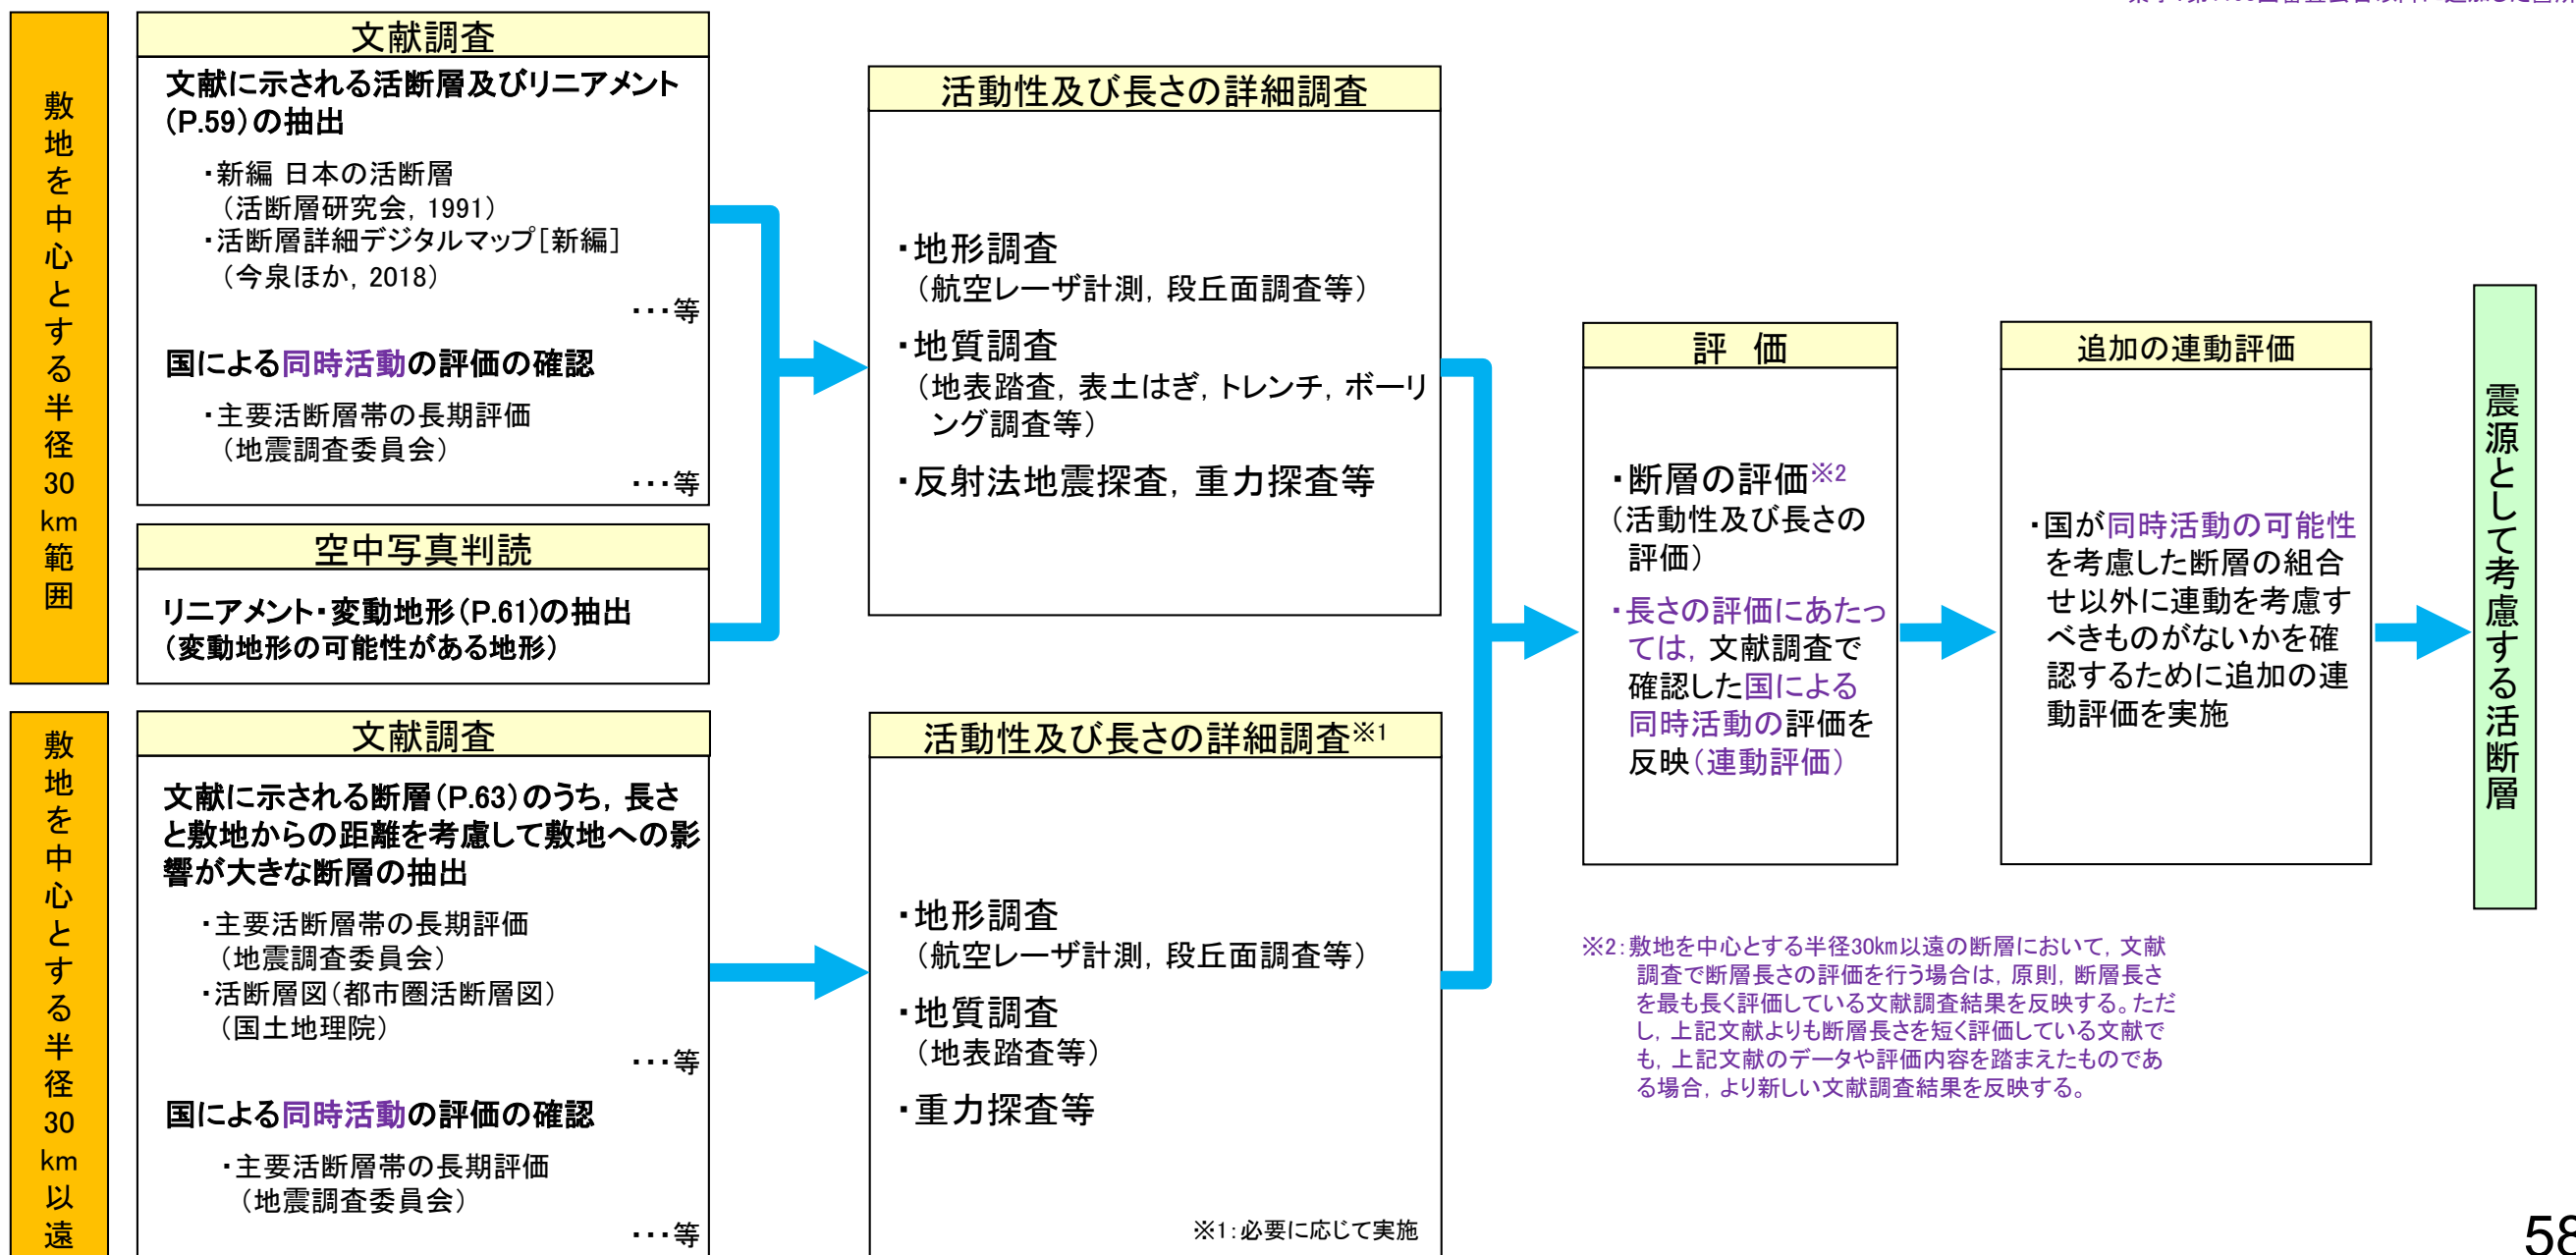 敷地を中心とする半径30km範囲
文献調査
文献に示される活断層及びリニアメント
(P.59)の抽出
・新編 日本の活断層
（活断層研究会, 1991）
・活断層詳細デジタルマップ[新編]
（今泉ほか, 2018）
・・・等
国による同時活動の評価の確認
・主要活断層帯の長期評価
（地震調査委員会）
・・・等
空中写真判読
リニアメント・変動地形(P.61)の抽出
（変動地形の可能性がある地形）
活動性及び長さの詳細調査
・地形調査
（航空レーザ計測, 段丘面調査等）
・地質調査
（地表踏査, 表土はぎ, トレンチ, ボーリ
ング調査等）
・反射法地震探査, 重力探査等
敷地を中心とする半径30km以遠
文献調査
文献に示される断層(P.63)のうち, 長さ
と敷地からの距離を考慮して敷地への影
響が大きな断層の抽出
・主要活断層帯の長期評価
（地震調査委員会）
・活断層図(都市圏活断層図)
（国土地理院）
・・・等
国による同時活動の評価の確認
・主要活断層帯の長期評価
（地震調査委員会）
・・・等
活動性及び長さの詳細調査※1
・地形調査
（航空レーザ計測, 段丘面調査等）
・地質調査
（地表踏査等）
・重力探査等
※1:必要に応じて実施
評 価
・断層の評価※2
（活動性及び長さの
評価）
・長さの評価にあたっ
ては, 文献調査で
確認した国による
同時活動の評価を
反映(連動評価)
追加の連動評価
・国が同時活動の可能性
を考慮した断層の組合
せ以外に連動を考慮す
べきものがないかを確
認するために追加の連
動評価を実施
震源として考慮する活断層
※2:敷地を中心とする半径30km以遠の断層において, 文献
調査で断層長さの評価を行う場合は, 原則, 断層長さ
を最も長く評価している文献調査結果を反映する。ただ
し, 上記文献よりも断層長さを短く評価している文献で
も, 上記文献のデータや評価内容を踏まえたものであ
る場合, より新しい文献調査結果を反映する。
58